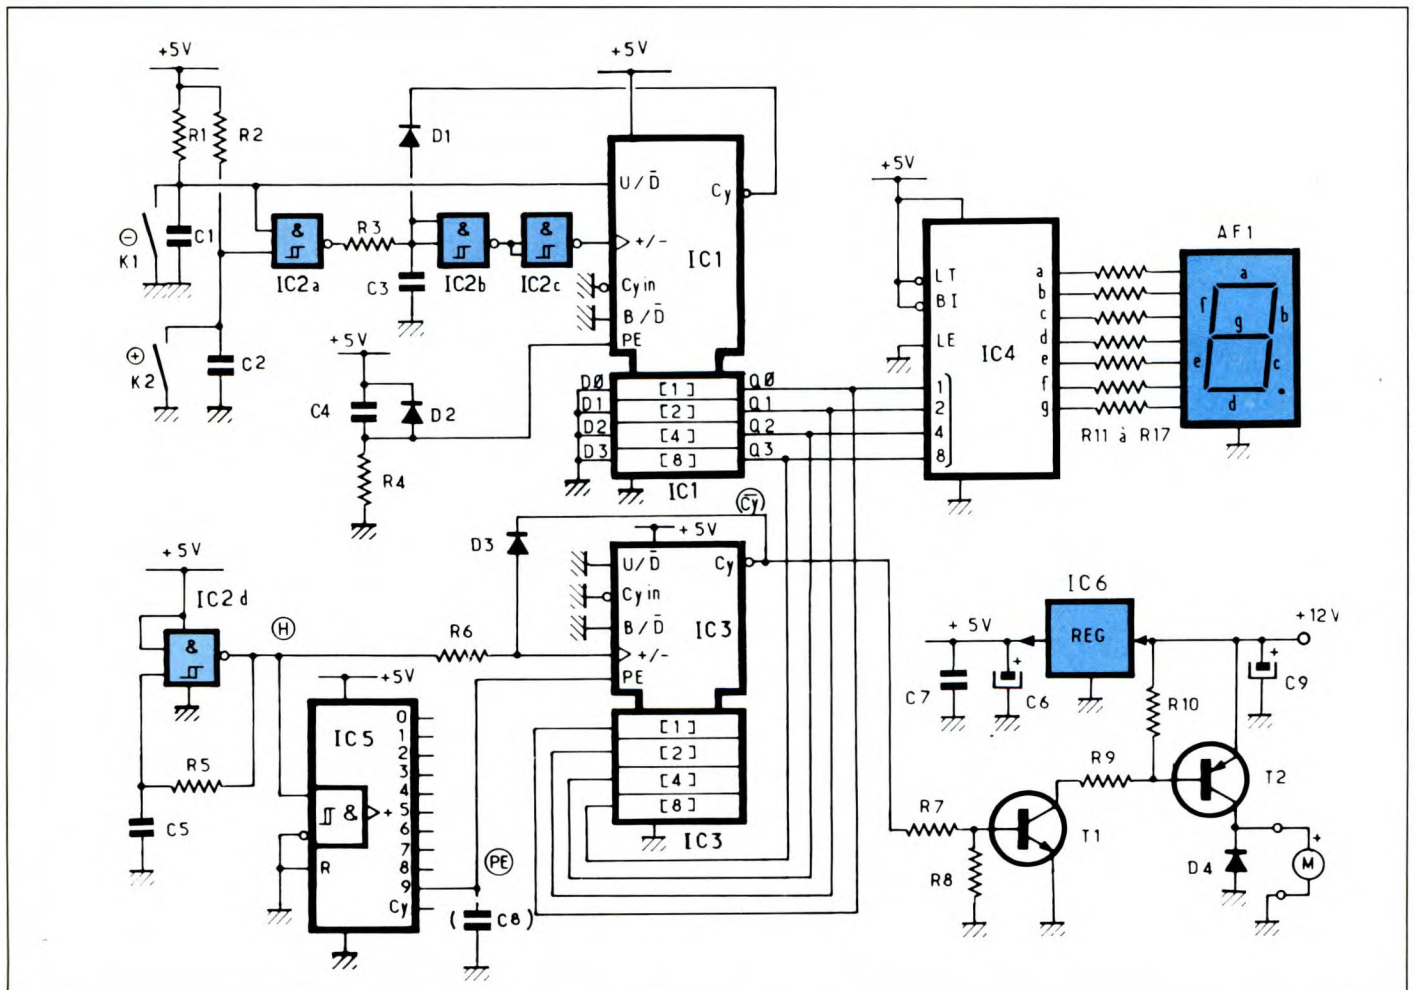 +5V
R1
R2
⊖
K1
C1
&
IC2a
R3
D1
C3
&
IC2b
&
IC2c
⊕
K2
C2
+5V
C4
D2
R4
+5V
U/D̅
Cy
+/-
IC1
Cy in
B/D̅
PE
DØ [1] QØ
D1 [2] Q1
D2 [4] Q2
D3 [8] Q3
IC1
+5V
LT
BI
LE
IC4
1
2
4
8
a
b
c
d
e
f
g
R11 à R17
AF1
a
f
b
g
e
c
d
+5V
IC2d
&
H
R5
C5
R6
D3
(C̅y̅)
+5V
U/D̅
Cy
Cy in
B/D̅
IC3
+/-
PE
[1]
[2]
[4]
[8]
IC3
+5V
IC5
&
+
R
0
1
2
3
4
5
6
7
8
9
Cy
PE
( C8 )
IC6
REG
+ 5V
+12V
C7
+
C6
+
C9
R10
R9
T2
R7
T1
R8
D4
+
M